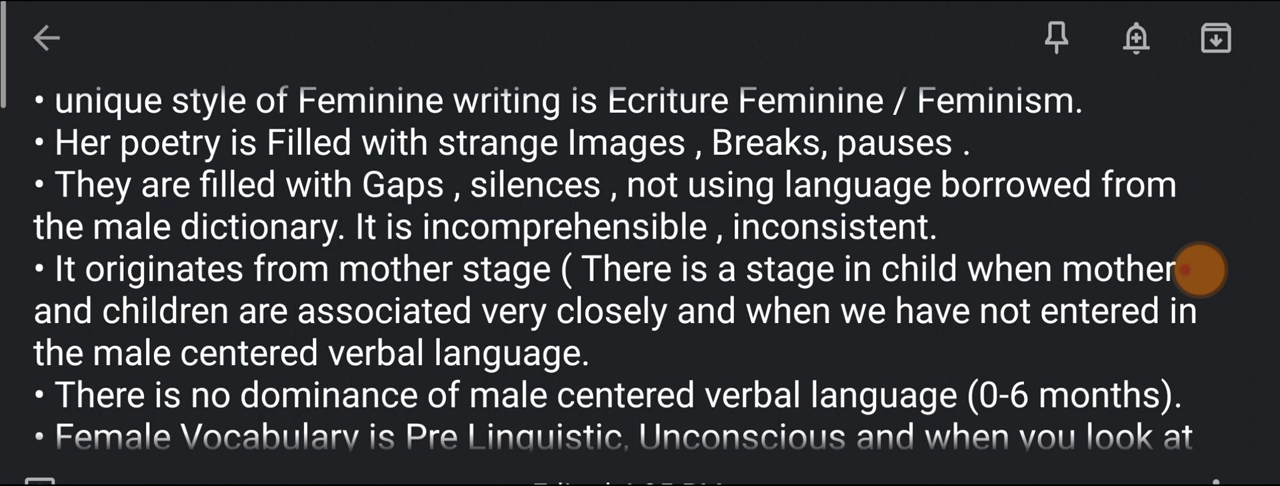 • unique style of Feminine writing is Ecriture Feminine / Feminism.
• Her poetry is Filled with strange Images , Breaks, pauses .
• They are filled with Gaps , silences , not using language borrowed from
the male dictionary. It is incomprehensible , inconsistent.
• It originates from mother stage ( There is a stage in child when mother
and children are associated very closely and when we have not entered in
the male centered verbal language.
• There is no dominance of male centered verbal language (0-6 months).
• Female Vocabulary is Pre Linguistic, Unconscious and when you look at